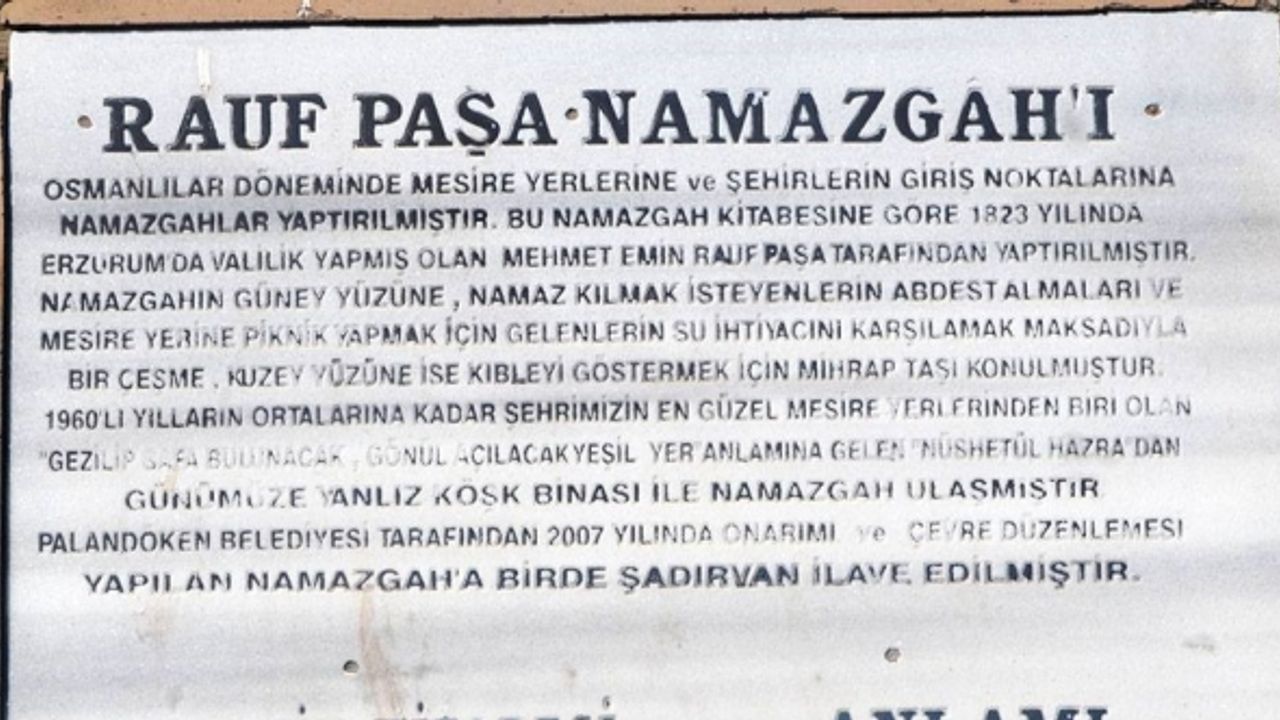 RAUF PAŞA NAMAZGAH'I
OSMANLILAR DÖNEMİNDE MESİRE YERLERİNE ve ŞEHİRLERİN GİRİŞ NOKTALARINA
NAMAZGAHLAR YAPTIRILMIŞTIR. BU NAMAZGAH KİTABESİNE GÖRE 1823 YILINDA
ERZURUM'DA VALİLİK YAPMIŞ OLAN MEHMET EMİN RAUF PAŞA TARAFINDAN YAPTIRILMIŞTIR.
NAMAZGAHIN GÜNEY YÜZÜNE , NAMAZ KILMAK İSTEYENLERİN ABDEST ALMALARI VE
MESİRE YERİNE PİKNİK YAPMAK İÇİN GELENLERİN SU İHTİYACINI KARŞILAMAK MAKSADIYLA
BİR ÇEŞME , KUZEY YÜZÜNE İSE KIBLEYİ GÖSTERMEK İÇİN MİHRAP TAŞI KONULMUŞTUR.
1960'LI YILLARIN ORTALARINA KADAR ŞEHRİMİZİN EN GÜZEL MESİRE YERLERİNDEN BİRİ OLAN
"GEZİLİP SAFA BULUNACAK , GÖNÜL AÇILACAK YEŞİL YER" ANLAMINA GELEN "NÜSHETÜL HAZRA"DAN
GÜNÜMÜZE YANLIZ KÖŞK BİNASI İLE NAMAZGAH ULAŞMIŞTIR.
PALANDÖKEN BELEDİYESİ TARAFINDAN 2007 YILINDA ONARIMI ve ÇEVRE DÜZENLEMESİ
YAPILAN NAMAZGAH'A BİRDE ŞADIRVAN İLAVE EDİLMİŞTİR.